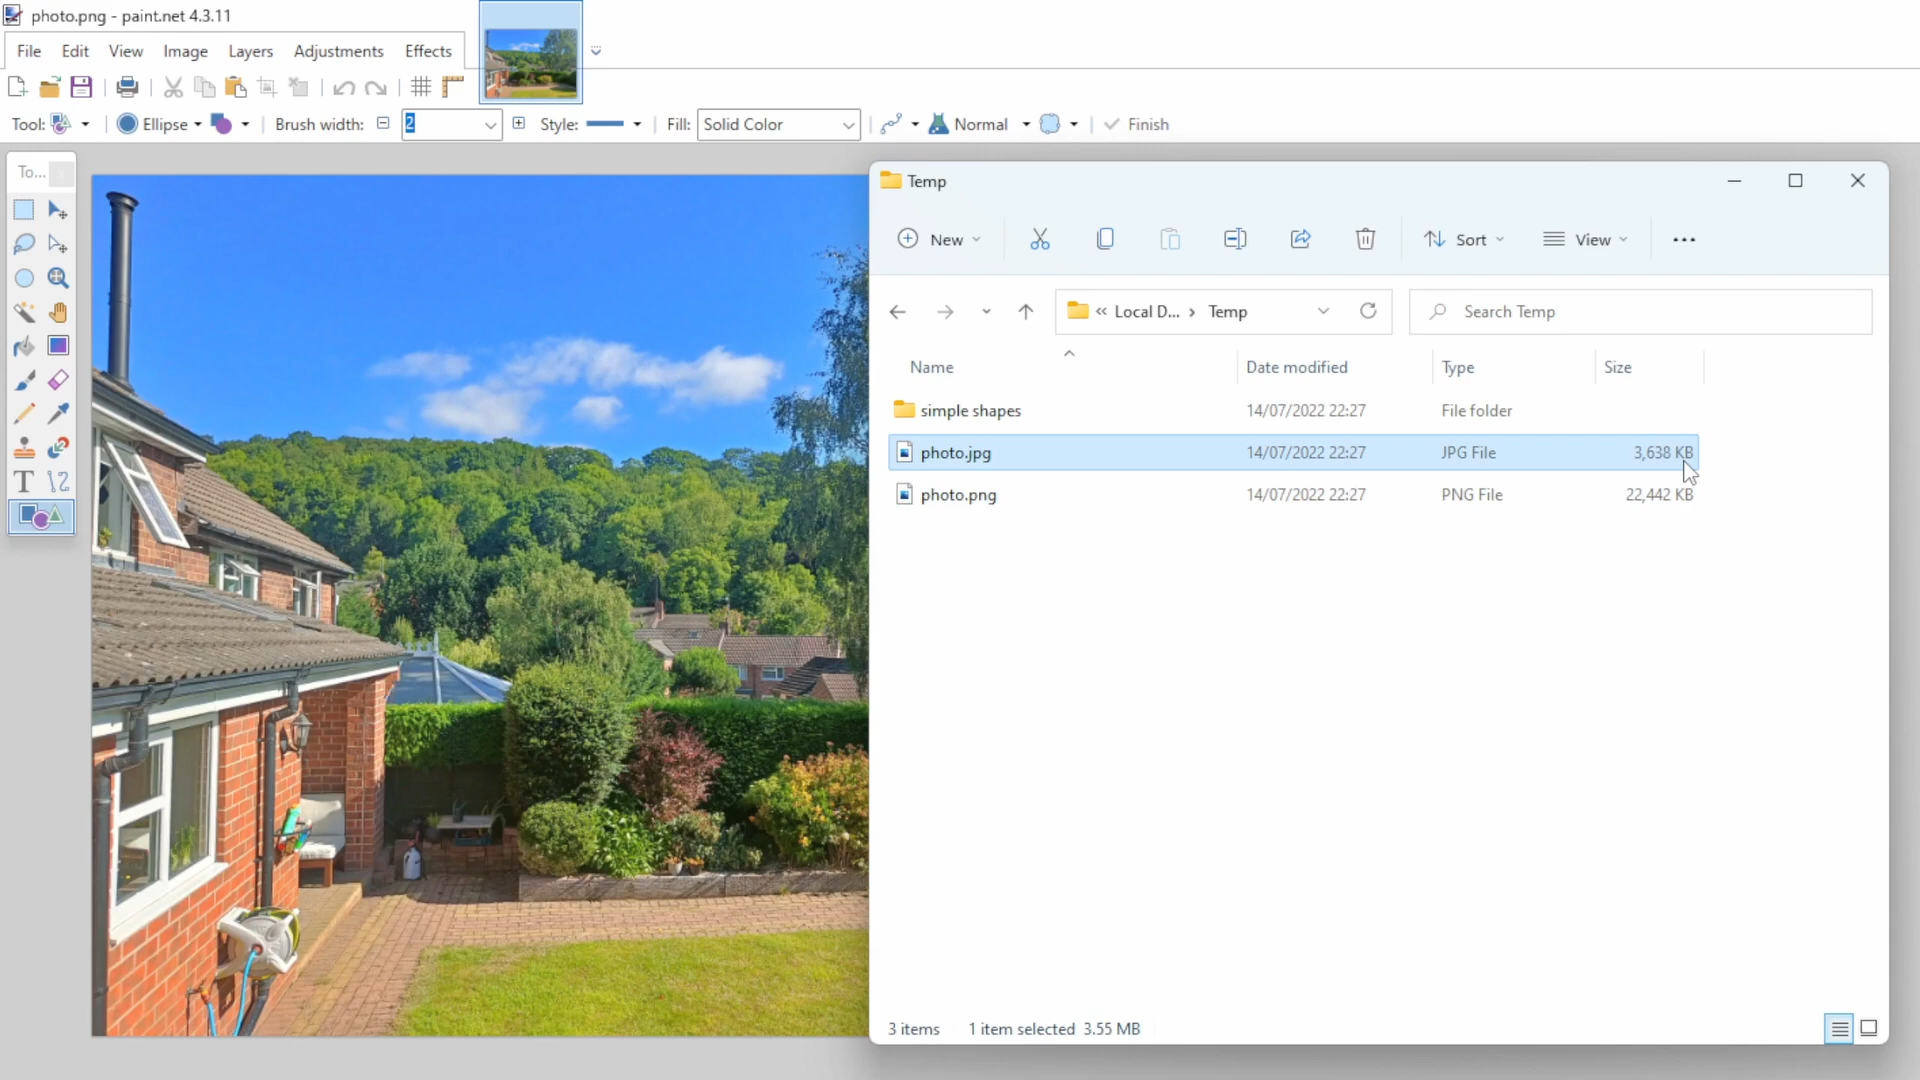 photo.png - paint.net 4.3.11
File Edit View Image Layers Adjustments Effects
Tool: Ellipse Brush width: 2 Style: Fill: Solid Color Normal Finish
To...
T
Temp
New Sort View
« Local D... › Temp Search Temp
Name Date modified Type Size
simple shapes 14/07/2022 22:27 File folder
photo.jpg 14/07/2022 22:27 JPG File 3,638 KB
photo.png 14/07/2022 22:27 PNG File 22,442 KB
3 items 1 item selected 3.55 MB